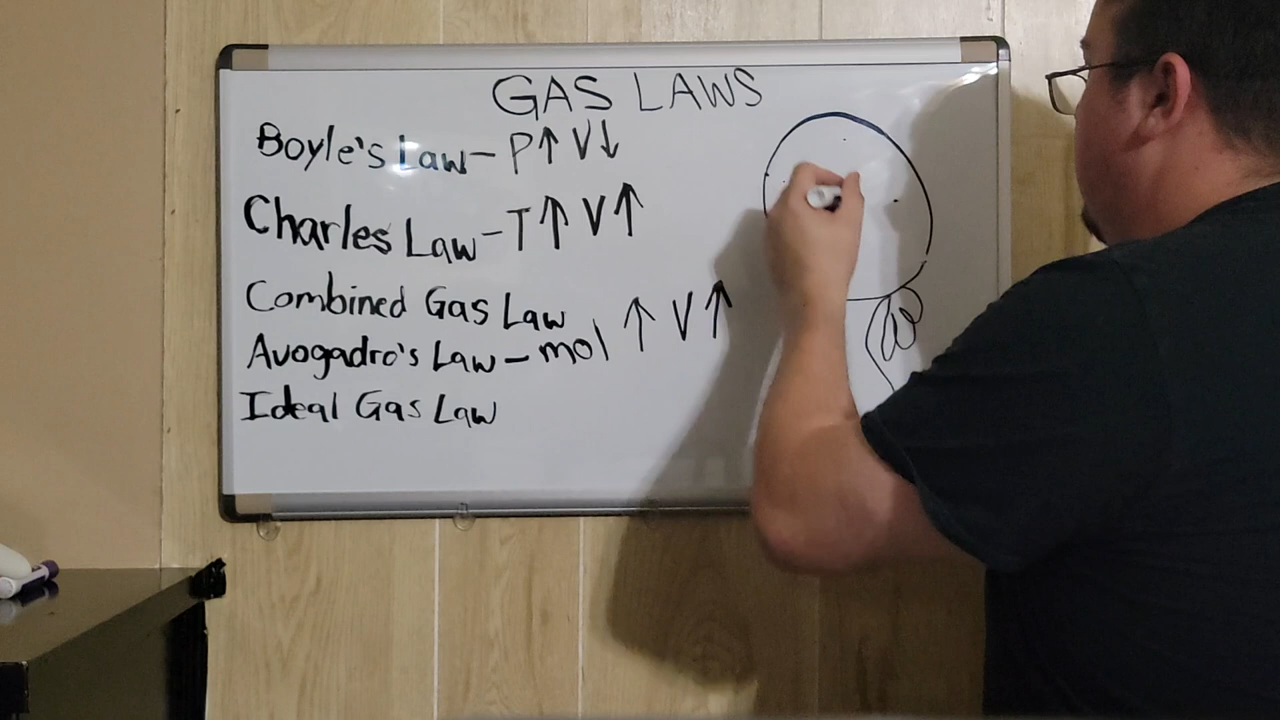 GAS LAWS
Boyle's Law - P↑ V↓
Charles Law - T↑ V↑
Combined Gas Law
Avogadro's Law - mol ↑ V↑
Ideal Gas Law